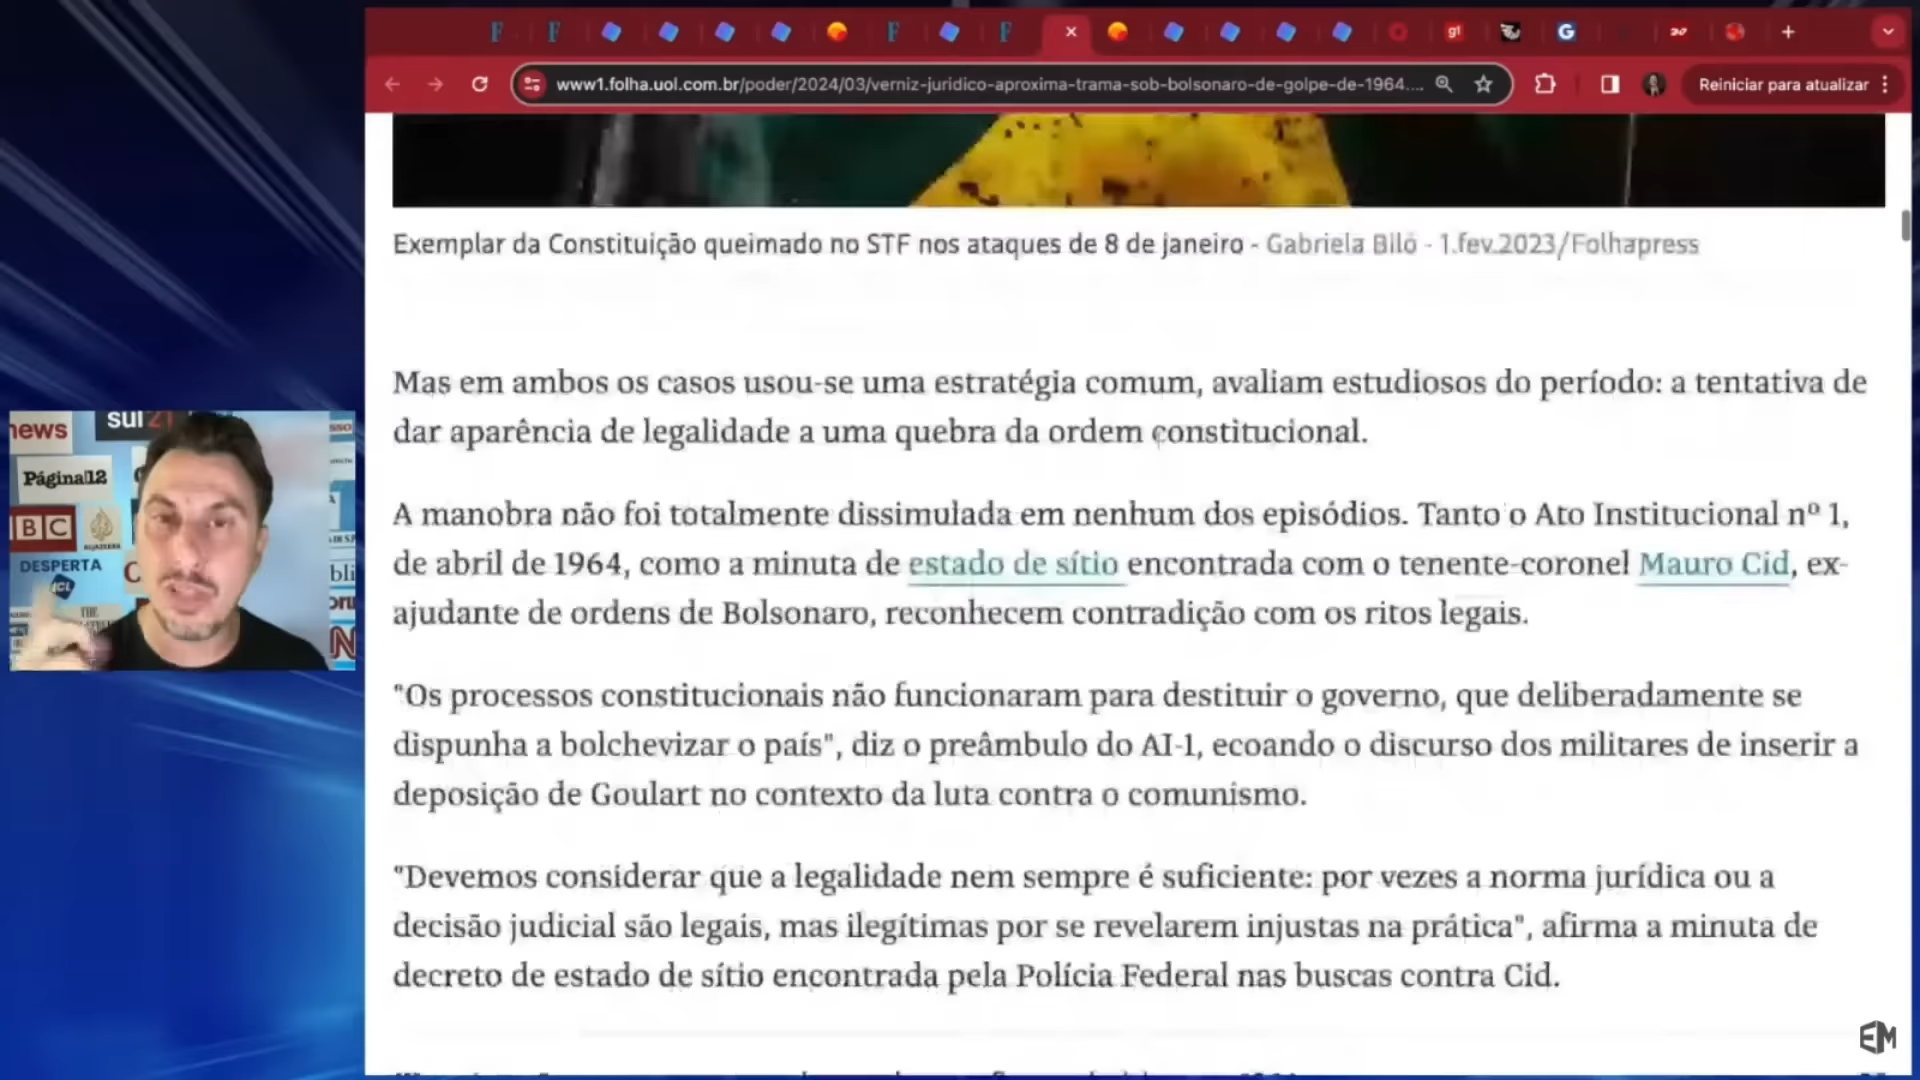 www1.folha.uol.com.br/poder/2024/03/verniz-juridico-aproxima-trama-sob-bolsonaro-de-golpe-de-1964....
Reiniciar para atualizar
Exemplar da Constituição queimado no STF nos ataques de 8 de janeiro - Gabriela Biló - 1.fev.2023/Folhapress
Mas em ambos os casos usou-se uma estratégia comum, avaliam estudiosos do período: a tentativa de
dar aparência de legalidade a uma quebra da ordem constitucional.
A manobra não foi totalmente dissimulada em nenhum dos episódios. Tanto o Ato Institucional nº 1,
de abril de 1964, como a minuta de estado de sítio encontrada com o tenente-coronel Mauro Cid, ex-
ajudante de ordens de Bolsonaro, reconhecem contradição com os ritos legais.
"Os processos constitucionais não funcionaram para destituir o governo, que deliberadamente se
dispunha a bolchevizar o país", diz o preâmbulo do AI-1, ecoando o discurso dos militares de inserir a
deposição de Goulart no contexto da luta contra o comunismo.
"Devemos considerar que a legalidade nem sempre é suficiente: por vezes a norma jurídica ou a
decisão judicial são legais, mas ilegítimas por se revelarem injustas na prática", afirma a minuta de
decreto de estado de sítio encontrada pela Polícia Federal nas buscas contra Cid.
news
sul21
Página12
BC
ALJAZEERA
DESPERTA
ICL
THE
EM